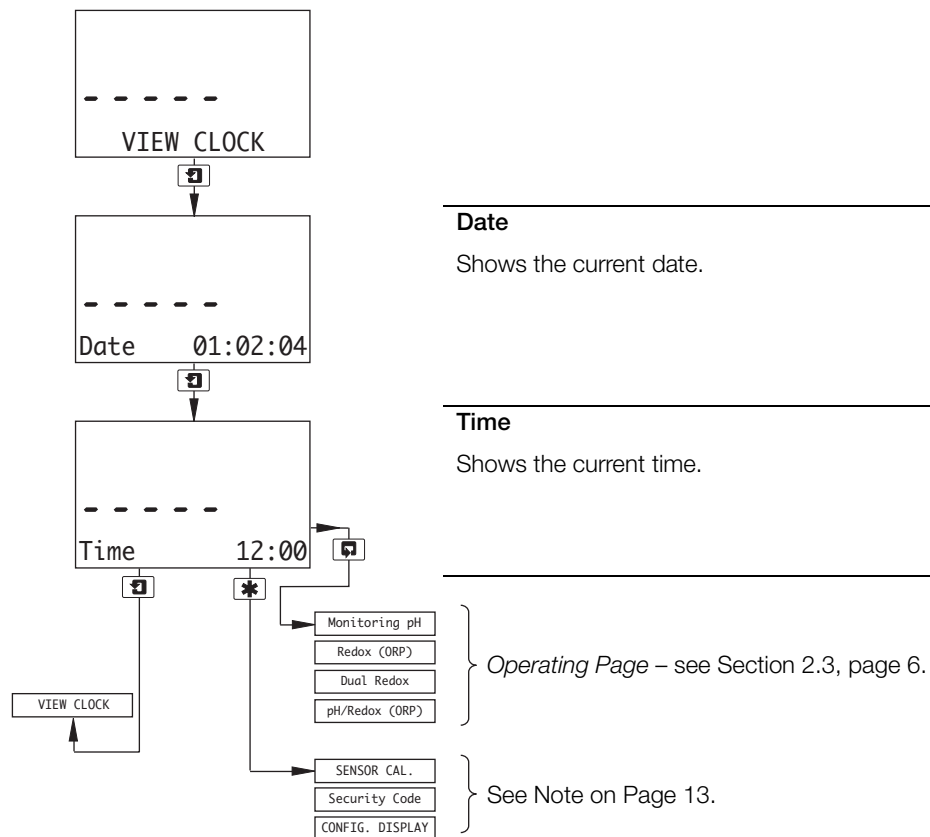 - - - - -
VIEW CLOCK
- - - - -
Date 01:02:04
Date
Shows the current date.
- - - - -
Time 12:00
Time
Shows the current time.
Monitoring pH
Redox (ORP)
Dual Redox
pH/Redox (ORP)
Operating Page – see Section 2.3, page 6.
VIEW CLOCK
SENSOR CAL.
Security Code
CONFIG. DISPLAY
See Note on Page 13.